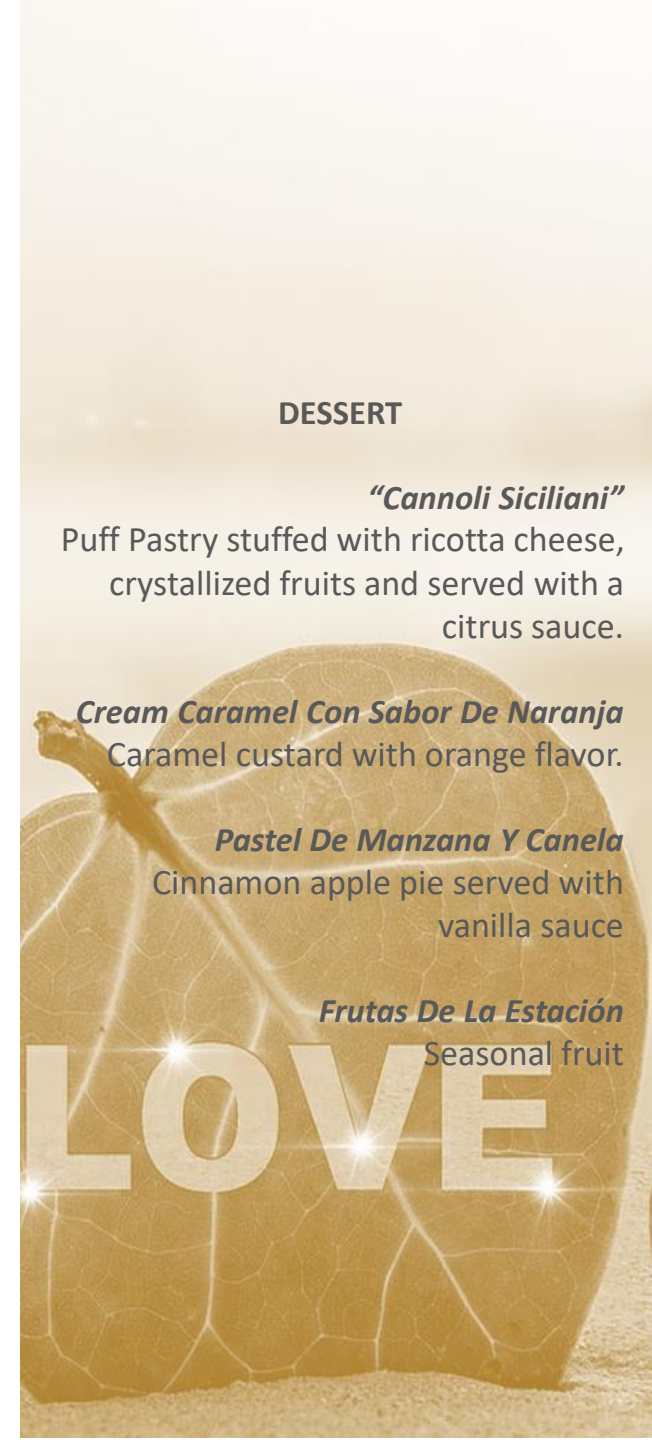 DESSERT
“Cannoli Siciliani”
Puff Pastry stuffed with ricotta cheese,
crystallized fruits and served with a
citrus sauce.
Cream Caramel Con Sabor De Naranja
Caramel custard with orange flavor.
Pastel De Manzana Y Canela
Cinnamon apple pie served with
vanilla sauce
Frutas De La Estación
Seasonal fruit
LOVE